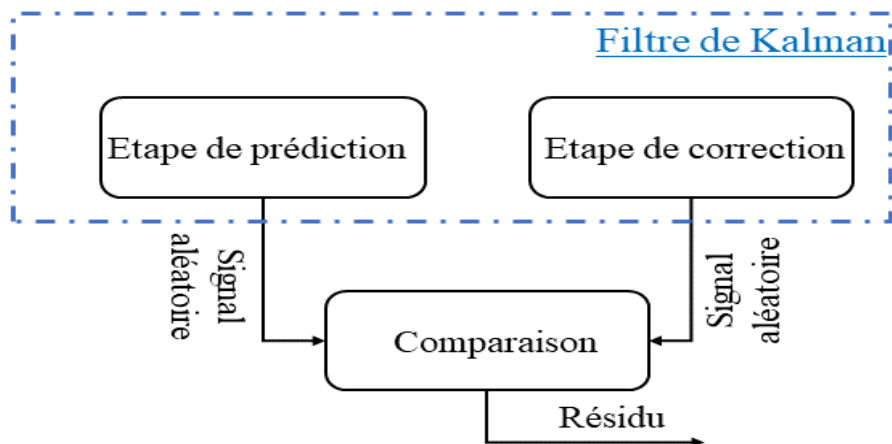 Filtre de Kalman
Etape de prédiction
Etape de correction
Signal
aléatoire
Signal
aléatoire
Comparaison
Résidu